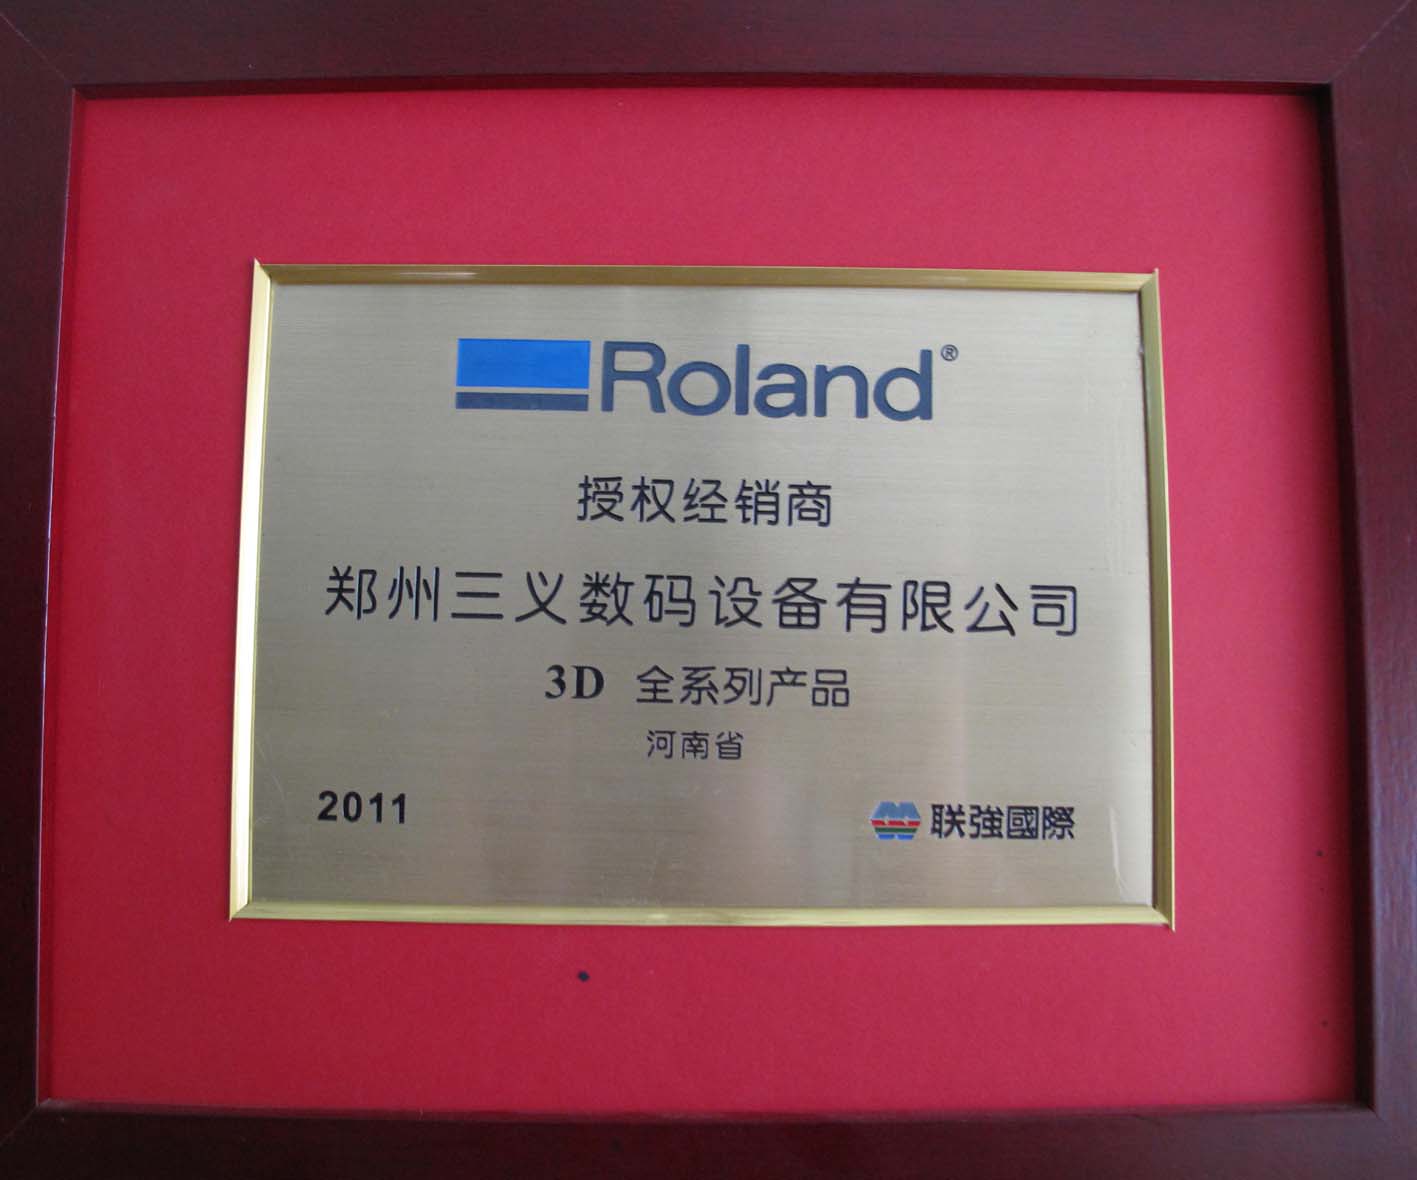 Roland®
授权经销商
郑州三义数码设备有限公司
3D 全系列产品
河南省
2011
联強國際